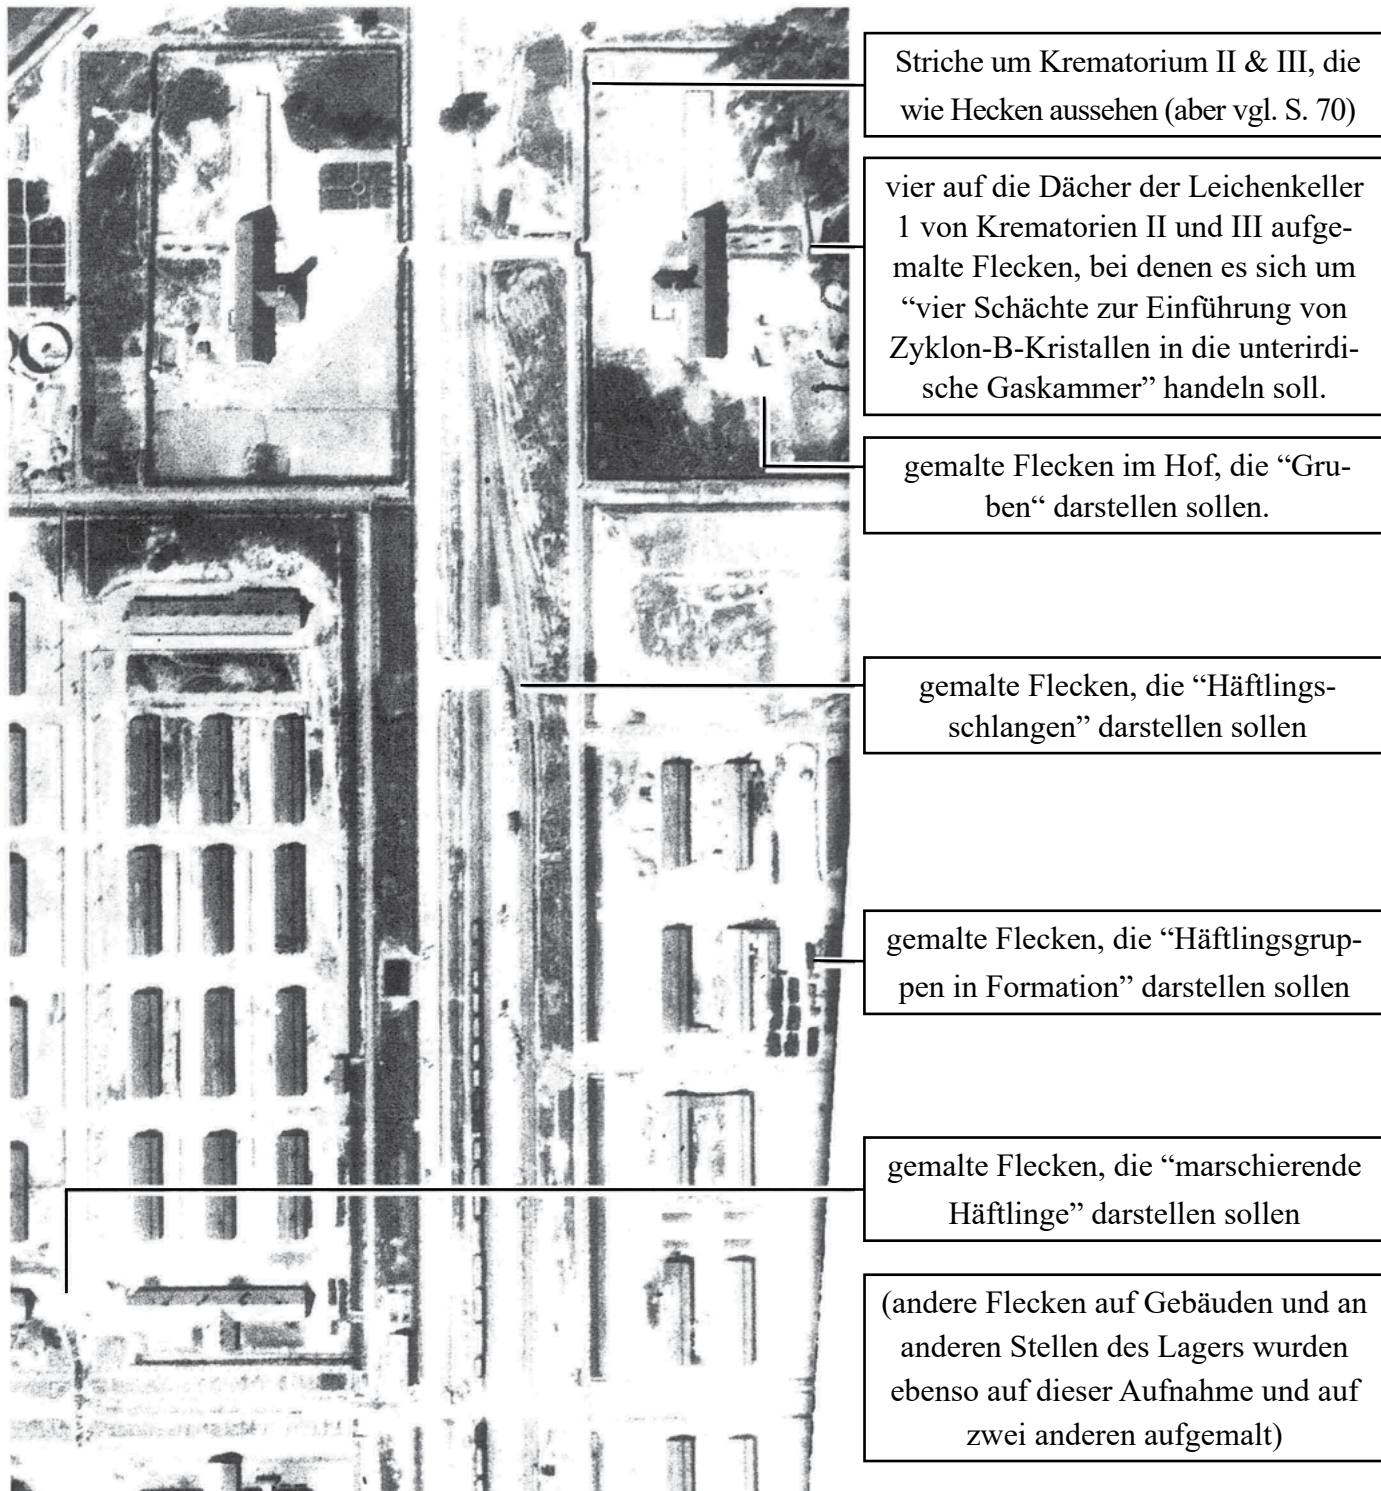 Striche um Krematorium II & III, die
wie Hecken aussehen (aber vgl. S. 70)
vier auf die Dächer der Leichenkeller
1 von Krematorien II und III aufge-
malte Flecken, bei denen es sich um
“vier Schächte zur Einführung von
Zyklon-B-Kristallen in die unterirdi-
sche Gaskammer” handeln soll.
gemalte Flecken im Hof, die “Gru-
ben“ darstellen sollen.
gemalte Flecken, die “Häftlings-
schlangen” darstellen sollen
gemalte Flecken, die “Häftlingsgrup-
pen in Formation” darstellen sollen
gemalte Flecken, die “marschierende
Häftlinge” darstellen sollen
(andere Flecken auf Gebäuden und an
anderen Stellen des Lagers wurden
ebenso auf dieser Aufnahme und auf
zwei anderen aufgemalt)